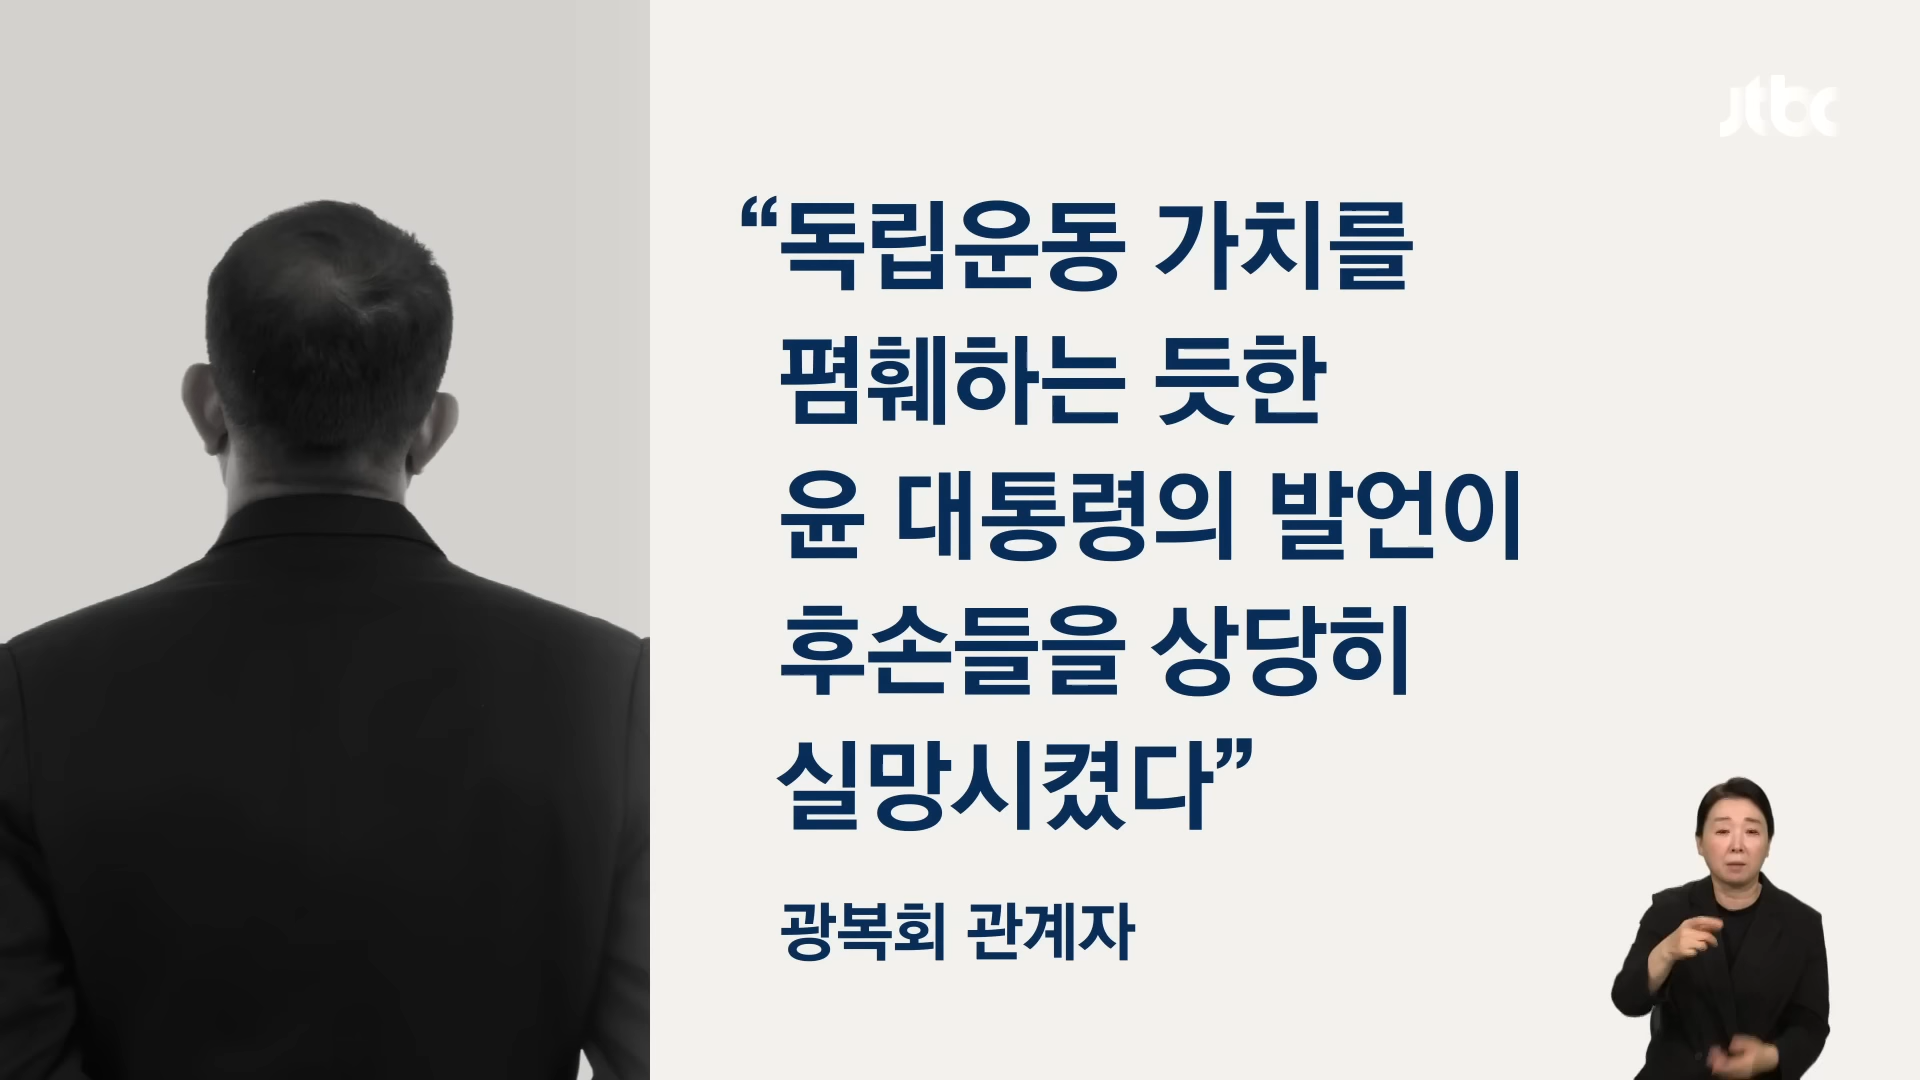 jtbc
“독립운동 가치를
폄훼하는 듯한
윤 대통령의 발언이
후손들을 상당히
실망시켰다”
광복회 관계자